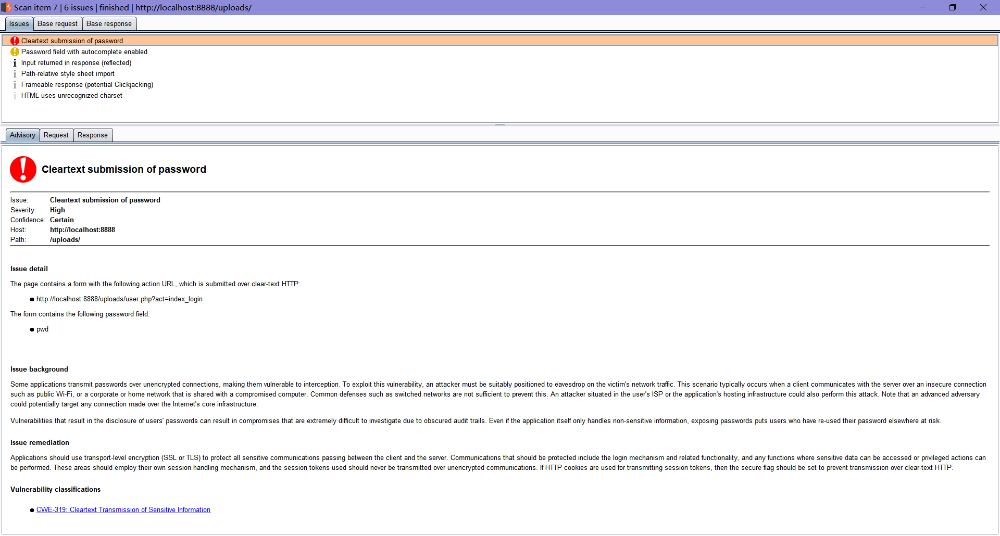 Scan item 7 | 6 issues | finished | http://localhost:8888/uploads/
Issues Base request Base response
Cleartext submission of password
Password field with autocomplete enabled
Input returned in response (reflected)
Path-relative style sheet import
Frameable response (potential Clickjacking)
HTML uses unrecognized charset
Advisory Request Response
Cleartext submission of password
Issue: Cleartext submission of password
Severity: High
Confidence: Certain
Host: http://localhost:8888
Path: /uploads/
Issue detail
The page contains a form with the following action URL, which is submitted over clear-text HTTP:
http://localhost:8888/uploads/user.php?act=index_login
The form contains the following password field:
pwd
Issue background
Some applications transmit passwords over unencrypted connections, making them vulnerable to interception. To exploit this vulnerability, an attacker must be suitably positioned to eavesdrop on the victim's network traffic. This scenario typically occurs when a client communicates with the server over an insecure connection
such as public Wi-Fi, or a corporate or home network that is shared with a compromised computer. Common defenses such as switched networks are not sufficient to prevent this. An attacker situated in the user's ISP or the application's hosting infrastructure could also perform this attack. Note that an advanced adversary
could potentially target any connection made over the Internet's core infrastructure.
Vulnerabilities that result in the disclosure of users' passwords can result in compromises that are extremely difficult to investigate due to obscured audit trails. Even if the application itself only handles non-sensitive information, exposing passwords puts users who have re-used their password elsewhere at risk.
Issue remediation
Applications should use transport-level encryption (SSL or TLS) to protect all sensitive communications passing between the client and the server. Communications that should be protected include the login mechanism and related functionality, and any functions where sensitive data can be accessed or privileged actions can
be performed. These areas should employ their own session handling mechanism, and the session tokens used should never be transmitted over unencrypted communications. If HTTP cookies are used for transmitting session tokens, then the secure flag should be set to prevent transmission over clear-text HTTP.
Vulnerability classifications
CWE-319: Cleartext Transmission of Sensitive Information